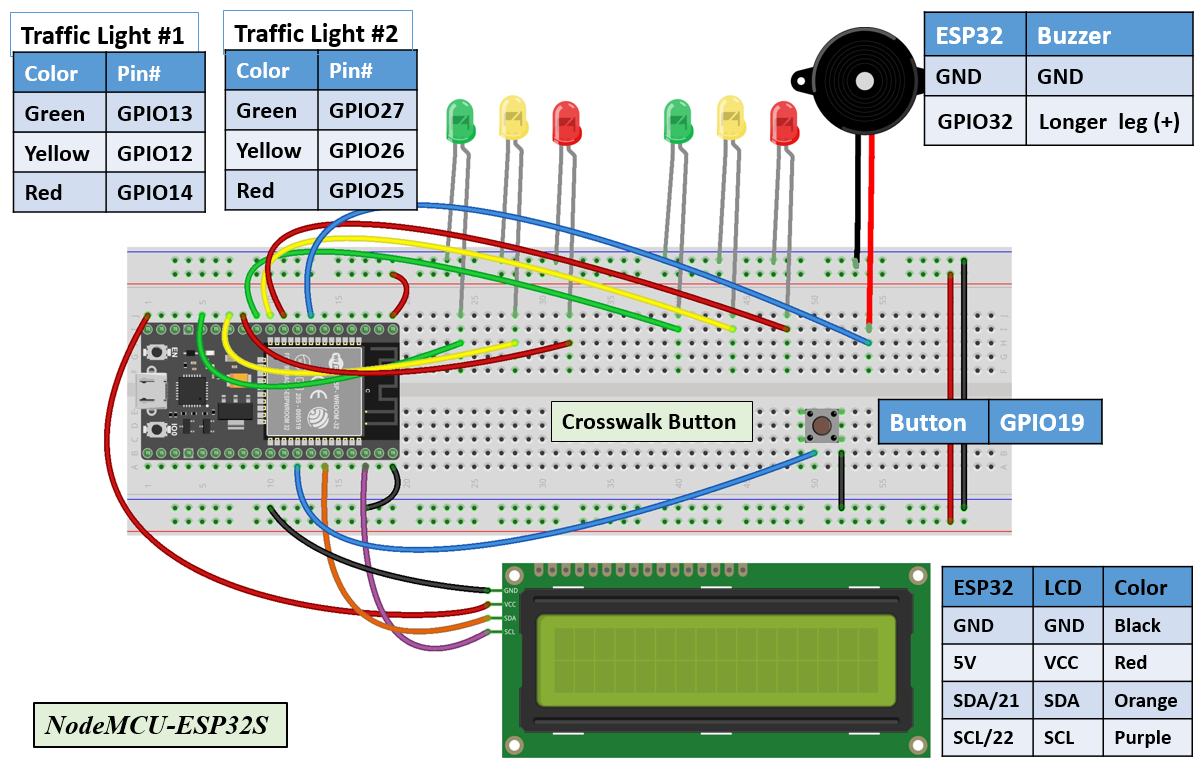 Traffic Light #1
Color Pin#
Green GPIO13
Yellow GPIO12
Red GPIO14
Traffic Light #2
Color Pin#
Green GPIO27
Yellow GPIO26
Red GPIO25
ESP32 Buzzer
GND GND
GPIO32 Longer leg (+)
Crosswalk Button
Button GPIO19
GND
VCC
SDA
SCL
ESP32 LCD Color
GND GND Black
5V VCC Red
SDA/21 SDA Orange
SCL/22 SCL Purple
NodeMCU-ESP32S